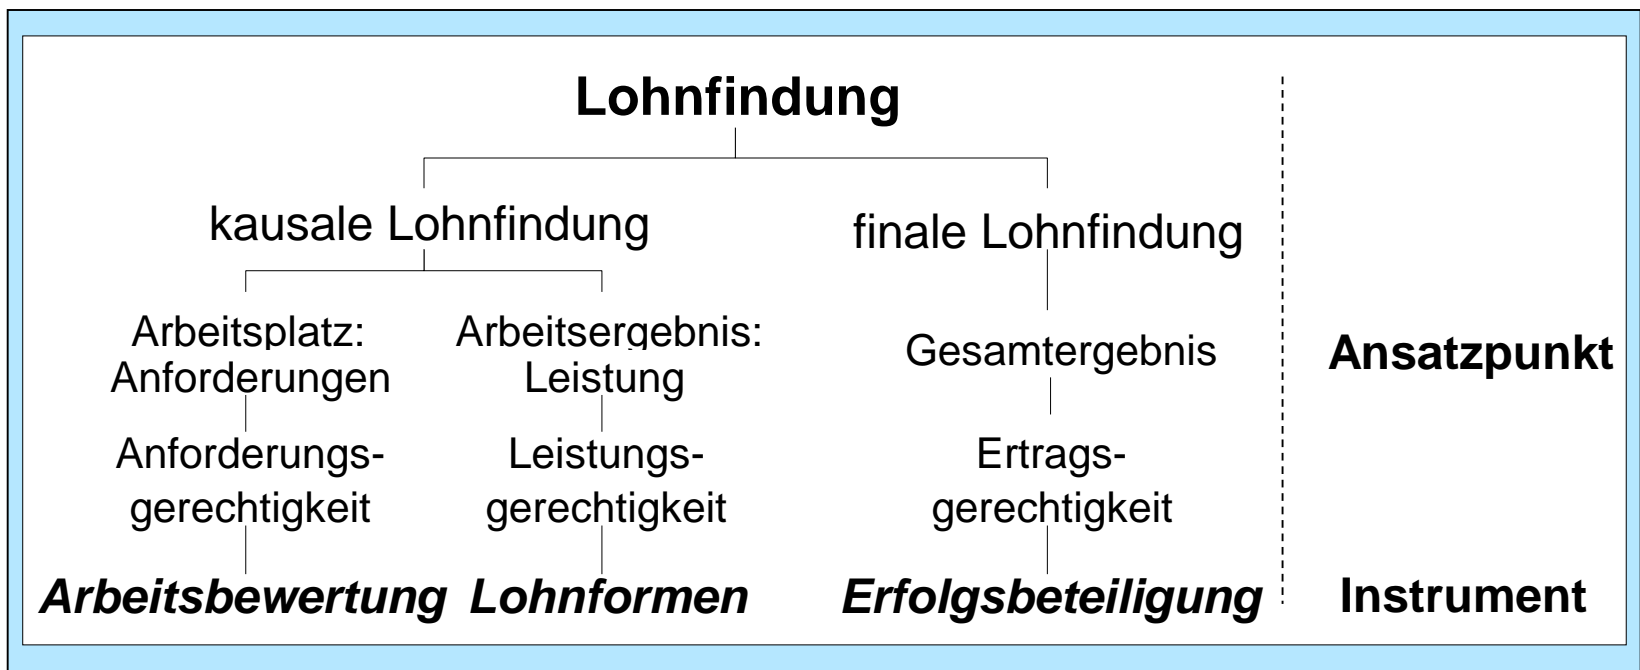 Lohnfindung
kausale Lohnfindung
finale Lohnfindung
Arbeitsplatz:
Anforderungen
Arbeitsergebnis:
Leistung
Gesamtergebnis
Ansatzpunkt
Anforderungs-
gerechtigkeit
Leistungs-
gerechtigkeit
Ertrags-
gerechtigkeit
Arbeitsbewertung
Lohnformen
Erfolgsbeteiligung
Instrument